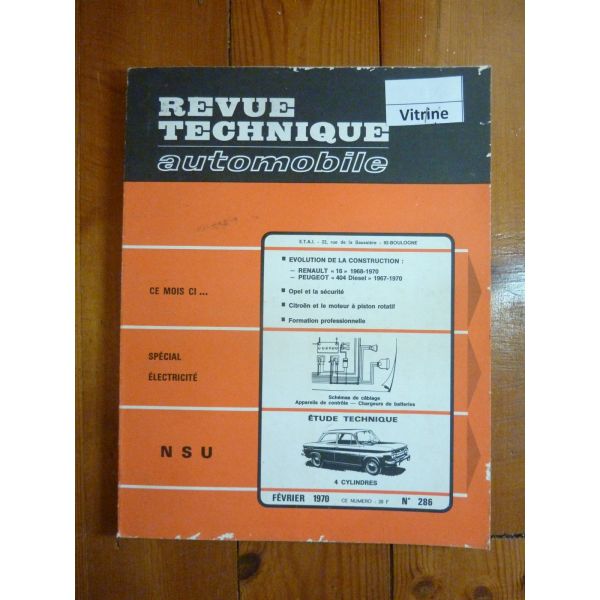 REVUE
TECHNIQUE
automobile
Vitrine
E.T.A.I. - 22, rue de la Saussière - 92-BOULOGNE
CE MOIS CI ...
■ EVOLUTION DE LA CONSTRUCTION :
— RENAULT « 16 » 1968-1970
— PEUGEOT « 404 Diesel » 1967-1970
■ Opel et la sécurité
■ Citroën et le moteur à piston rotatif
■ Formation professionnelle
SPÉCIAL
ÉLECTRICITÉ
Schémas de câblage
Appareils de contrôle — Chargeurs de batteries
NSU
ÉTUDE TECHNIQUE
4 CYLINDRES
FÉVRIER 1970 CE NUMERO : 20 F N° 286